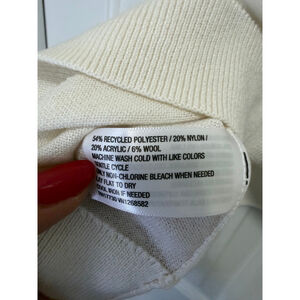 54% RECYCLED POLYESTER / 20% NYLON /
20% ACRYLIC / 6% WOOL
MACHINE WASH COLD WITH LIKE COLORS
GENTLE CYCLE
ONLY NON-CHLORINE BLEACH WHEN NEEDED
LAY FLAT TO DRY
COOL IRON IF NEEDED